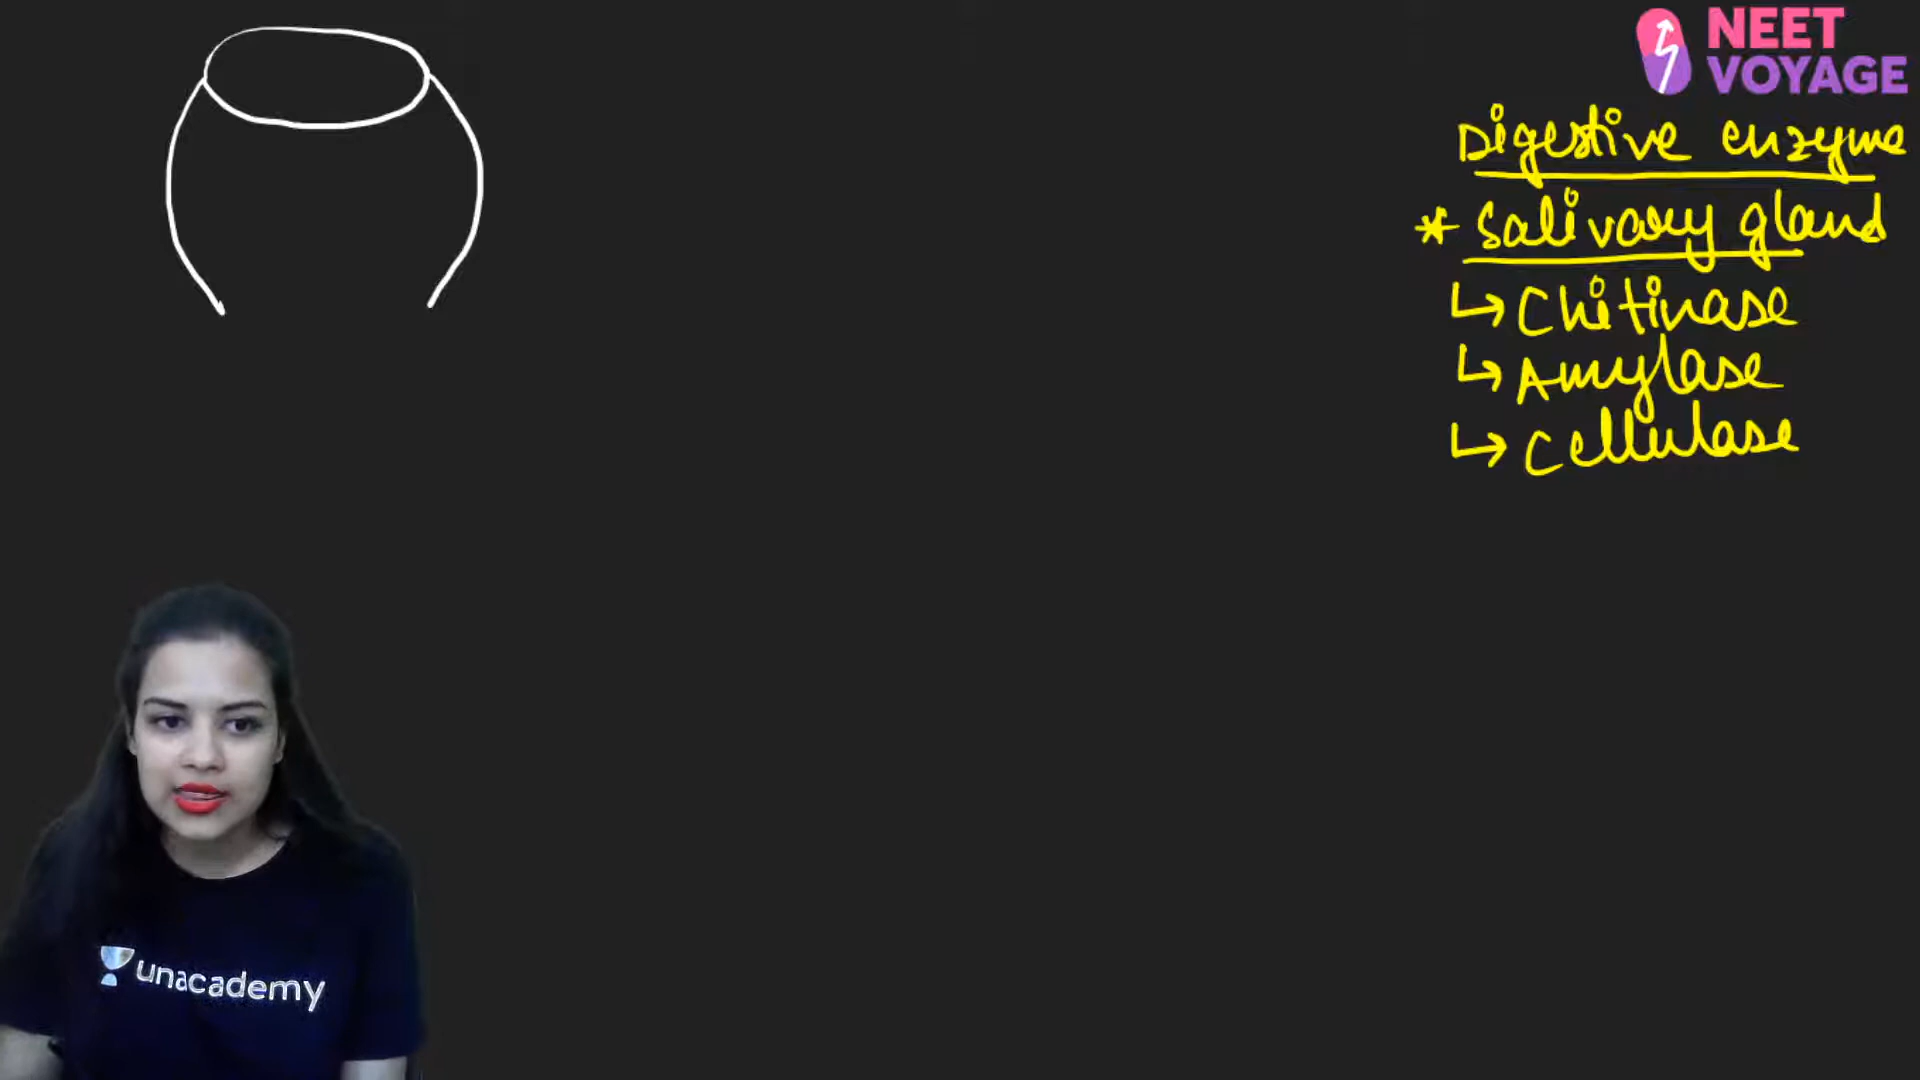 NEET
VOYAGE
Digestive enzyme
* Salivary gland
↳ Chitinase
↳ Amylase
↳ Cellulase
unacademy